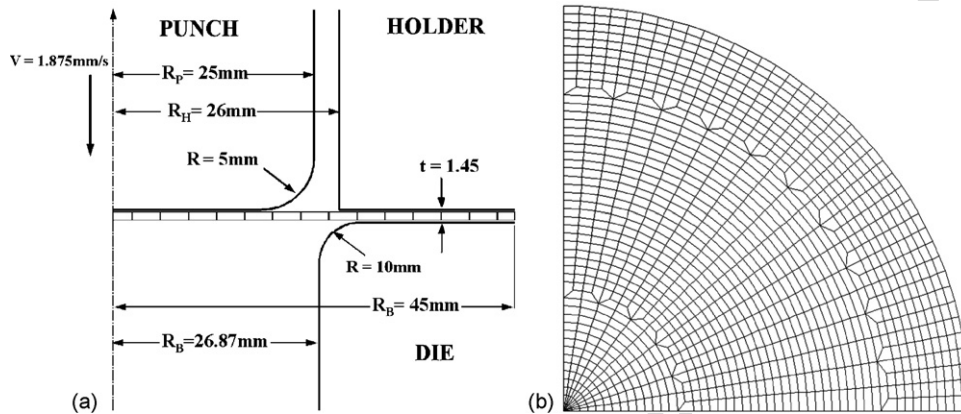 PUNCH
HOLDER
V = 1.875mm/s
R_P= 25mm
R_H= 26mm
R = 5mm
t = 1.45
R = 10mm
R_B= 45mm
R_B=26.87mm
DIE
(a)
(b)